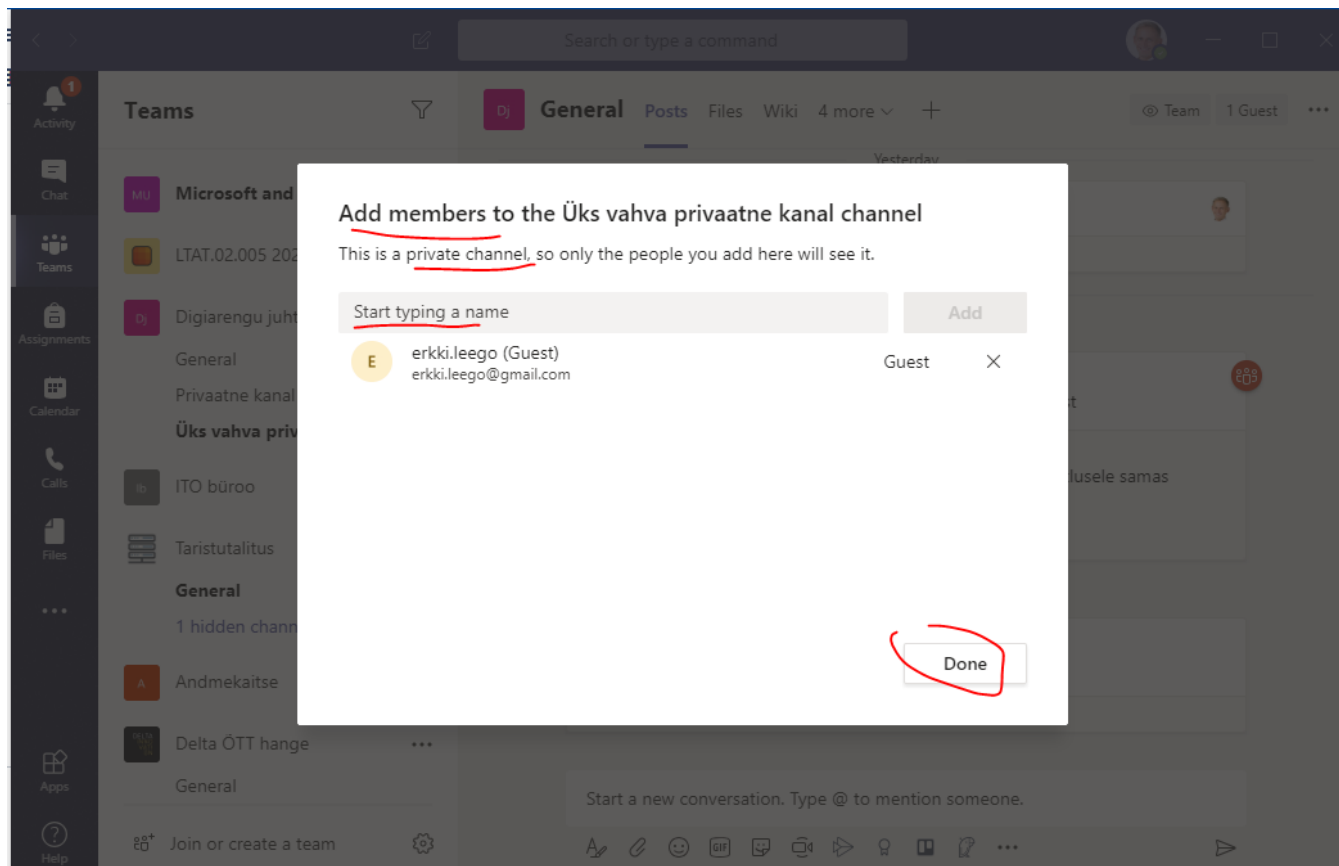 Search or type a command
1
Activity
Chat
Teams
Assignments
Calendar
Calls
Files
Apps
Help
Teams
MU
Microsoft and
LTAT.02.005 202
Dj
Digiarengu juht
General
Privaatne kanal
Üks vahva priv
Ib
ITO büroo
Taristutalitus
General
1 hidden chann
A
Andmekaitse
Delta ÖTT hange
General
Join or create a team
Dj
General Posts Files Wiki 4 more
Team 1 Guest
Yesterday
Add members to the Üks vahva privaatne kanal channel
This is a private channel, so only the people you add here will see it.
Start typing a name
Add
E
erkki.leego (Guest)
erkki.leego@gmail.com
Guest
Done
st
dusele samas
Start a new conversation. Type @ to mention someone.
GIF